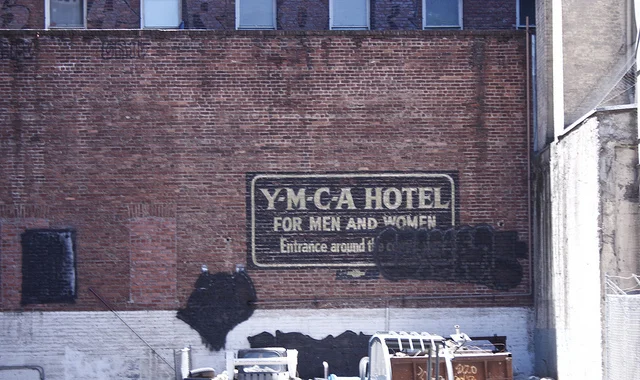 Y-M-C-A HOTEL
FOR MEN AND WOMEN
Entrance around